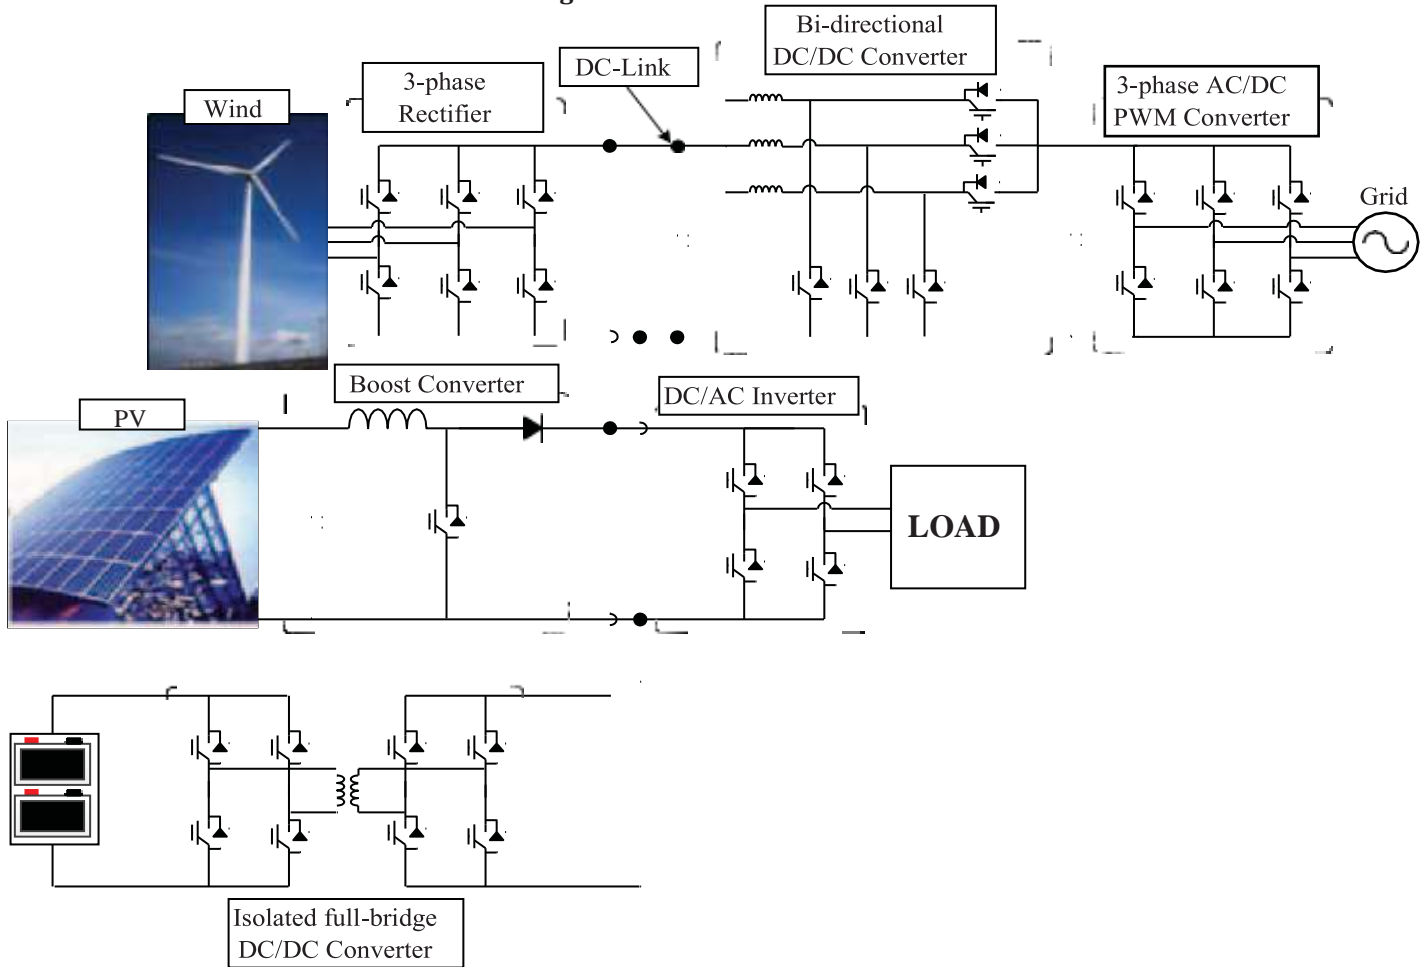 Bi-directional
DC/DC Converter
DC-Link
3-phase
Rectifier
3-phase AC/DC
PWM Converter
Wind
Grid
Boost Converter
DC/AC Inverter
PV
LOAD
Isolated full-bridge
DC/DC Converter